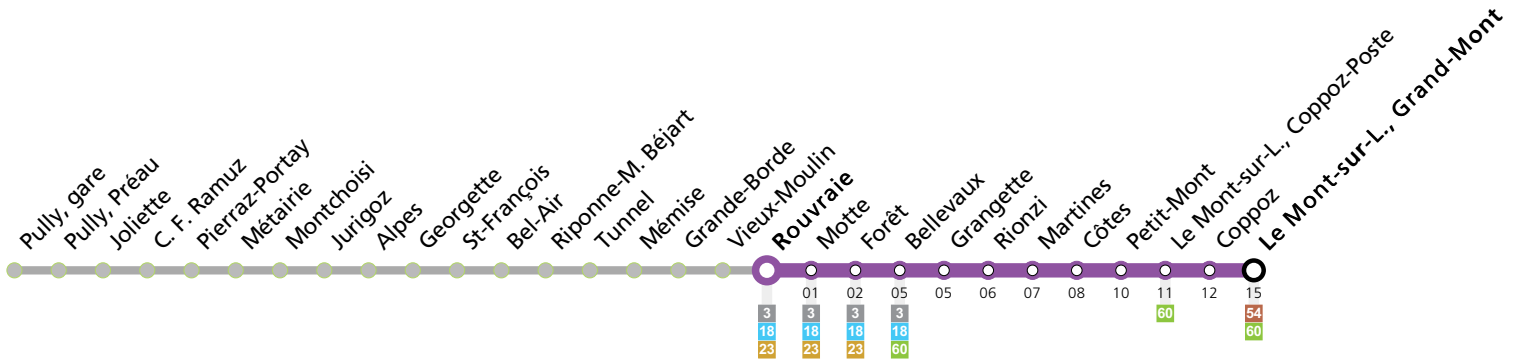 Pully, gare
Pully, Préau
Joliette
C. F. Ramuz
Pierraz-Portay
Métairie
Montchoisi
Jurigoz
Alpes
Georgette
St-François
Bel-Air
Riponne-M. Béjart
Tunnel
Mémise
Grande-Borde
Vieux-Moulin
Rouvraie
Motte
Forêt
Bellevaux
Grangette
Rionzi
Martines
Côtes
Petit-Mont
Le Mont-sur-L., Coppoz-Poste
Coppoz
Le Mont-sur-L., Grand-Mont
01 02 05 05 06 07 08 10 11 12 15
3 3 3 3 60 54
18 18 18 18 60
23 23 23 60